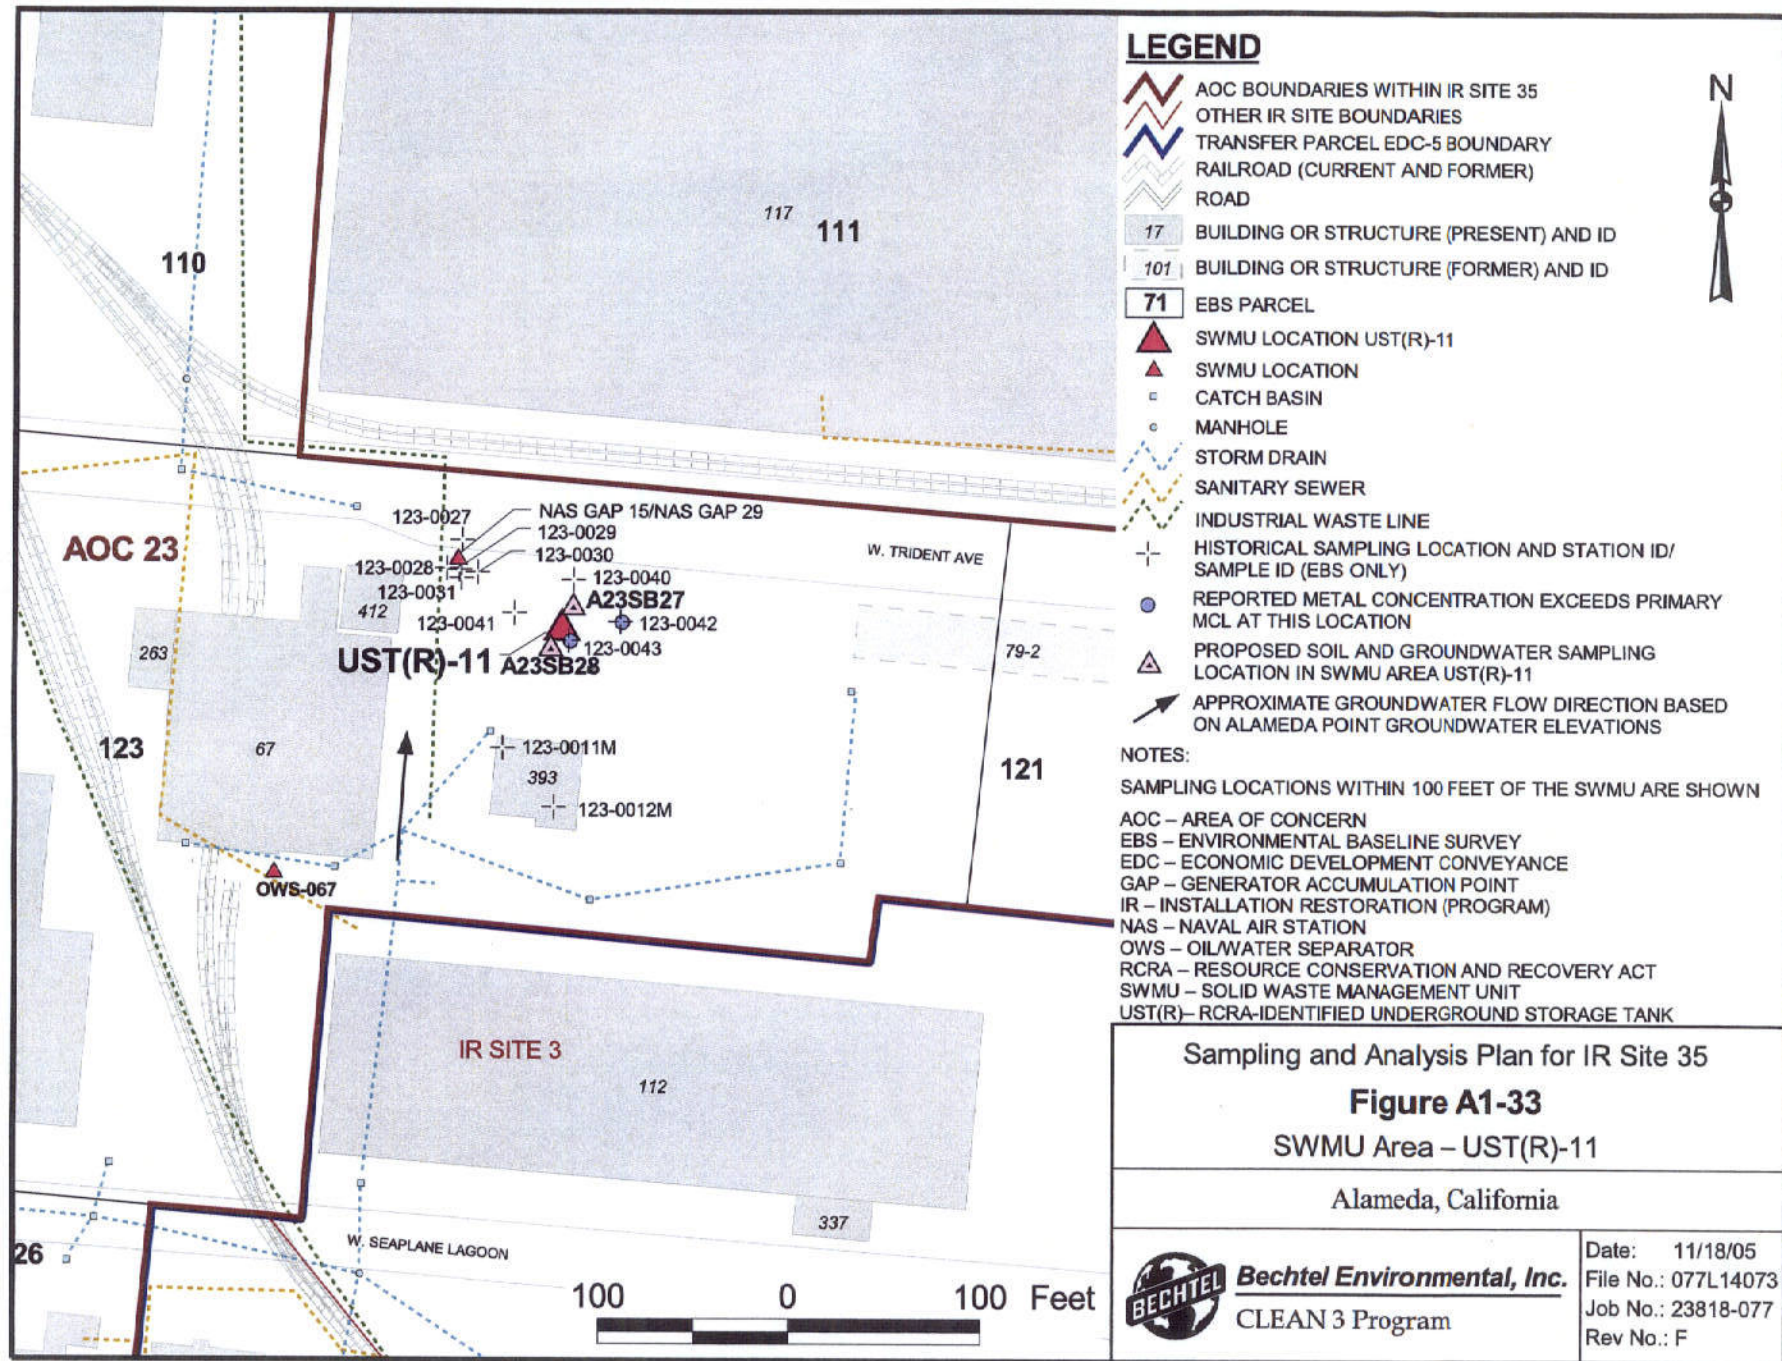 117
111
110
NAS GAP 15/NAS GAP 29
123-0027
123-0029
123-0030
AOC 23
W. TRIDENT AVE
123-0028
123-0040
123-0031
A23SB27
412
123-0041
123-0042
263
UST(R)-11
A23SB28
123-0043
79-2
123
67
123-0011M
121
393
123-0012M
OWS-067
IR SITE 3
112
337
W. SEAPLANE LAGOON
26
100 0 100 Feet
LEGEND
N
AOC BOUNDARIES WITHIN IR SITE 35
OTHER IR SITE BOUNDARIES
TRANSFER PARCEL EDC-5 BOUNDARY
RAILROAD (CURRENT AND FORMER)
ROAD
17 BUILDING OR STRUCTURE (PRESENT) AND ID
101 BUILDING OR STRUCTURE (FORMER) AND ID
71 EBS PARCEL
SWMU LOCATION UST(R)-11
SWMU LOCATION
CATCH BASIN
MANHOLE
STORM DRAIN
SANITARY SEWER
INDUSTRIAL WASTE LINE
HISTORICAL SAMPLING LOCATION AND STATION ID/
SAMPLE ID (EBS ONLY)
REPORTED METAL CONCENTRATION EXCEEDS PRIMARY
MCL AT THIS LOCATION
PROPOSED SOIL AND GROUNDWATER SAMPLING
LOCATION IN SWMU AREA UST(R)-11
APPROXIMATE GROUNDWATER FLOW DIRECTION BASED
ON ALAMEDA POINT GROUNDWATER ELEVATIONS
NOTES:
SAMPLING LOCATIONS WITHIN 100 FEET OF THE SWMU ARE SHOWN
AOC – AREA OF CONCERN
EBS – ENVIRONMENTAL BASELINE SURVEY
EDC – ECONOMIC DEVELOPMENT CONVEYANCE
GAP – GENERATOR ACCUMULATION POINT
IR – INSTALLATION RESTORATION (PROGRAM)
NAS – NAVAL AIR STATION
OWS – OIL/WATER SEPARATOR
RCRA – RESOURCE CONSERVATION AND RECOVERY ACT
SWMU – SOLID WASTE MANAGEMENT UNIT
UST(R)– RCRA-IDENTIFIED UNDERGROUND STORAGE TANK
Sampling and Analysis Plan for IR Site 35
Figure A1-33
SWMU Area – UST(R)-11
Alameda, California
BECHTEL
Bechtel Environmental, Inc.
CLEAN 3 Program
Date: 11/18/05
File No.: 077L14073
Job No.: 23818-077
Rev No.: F